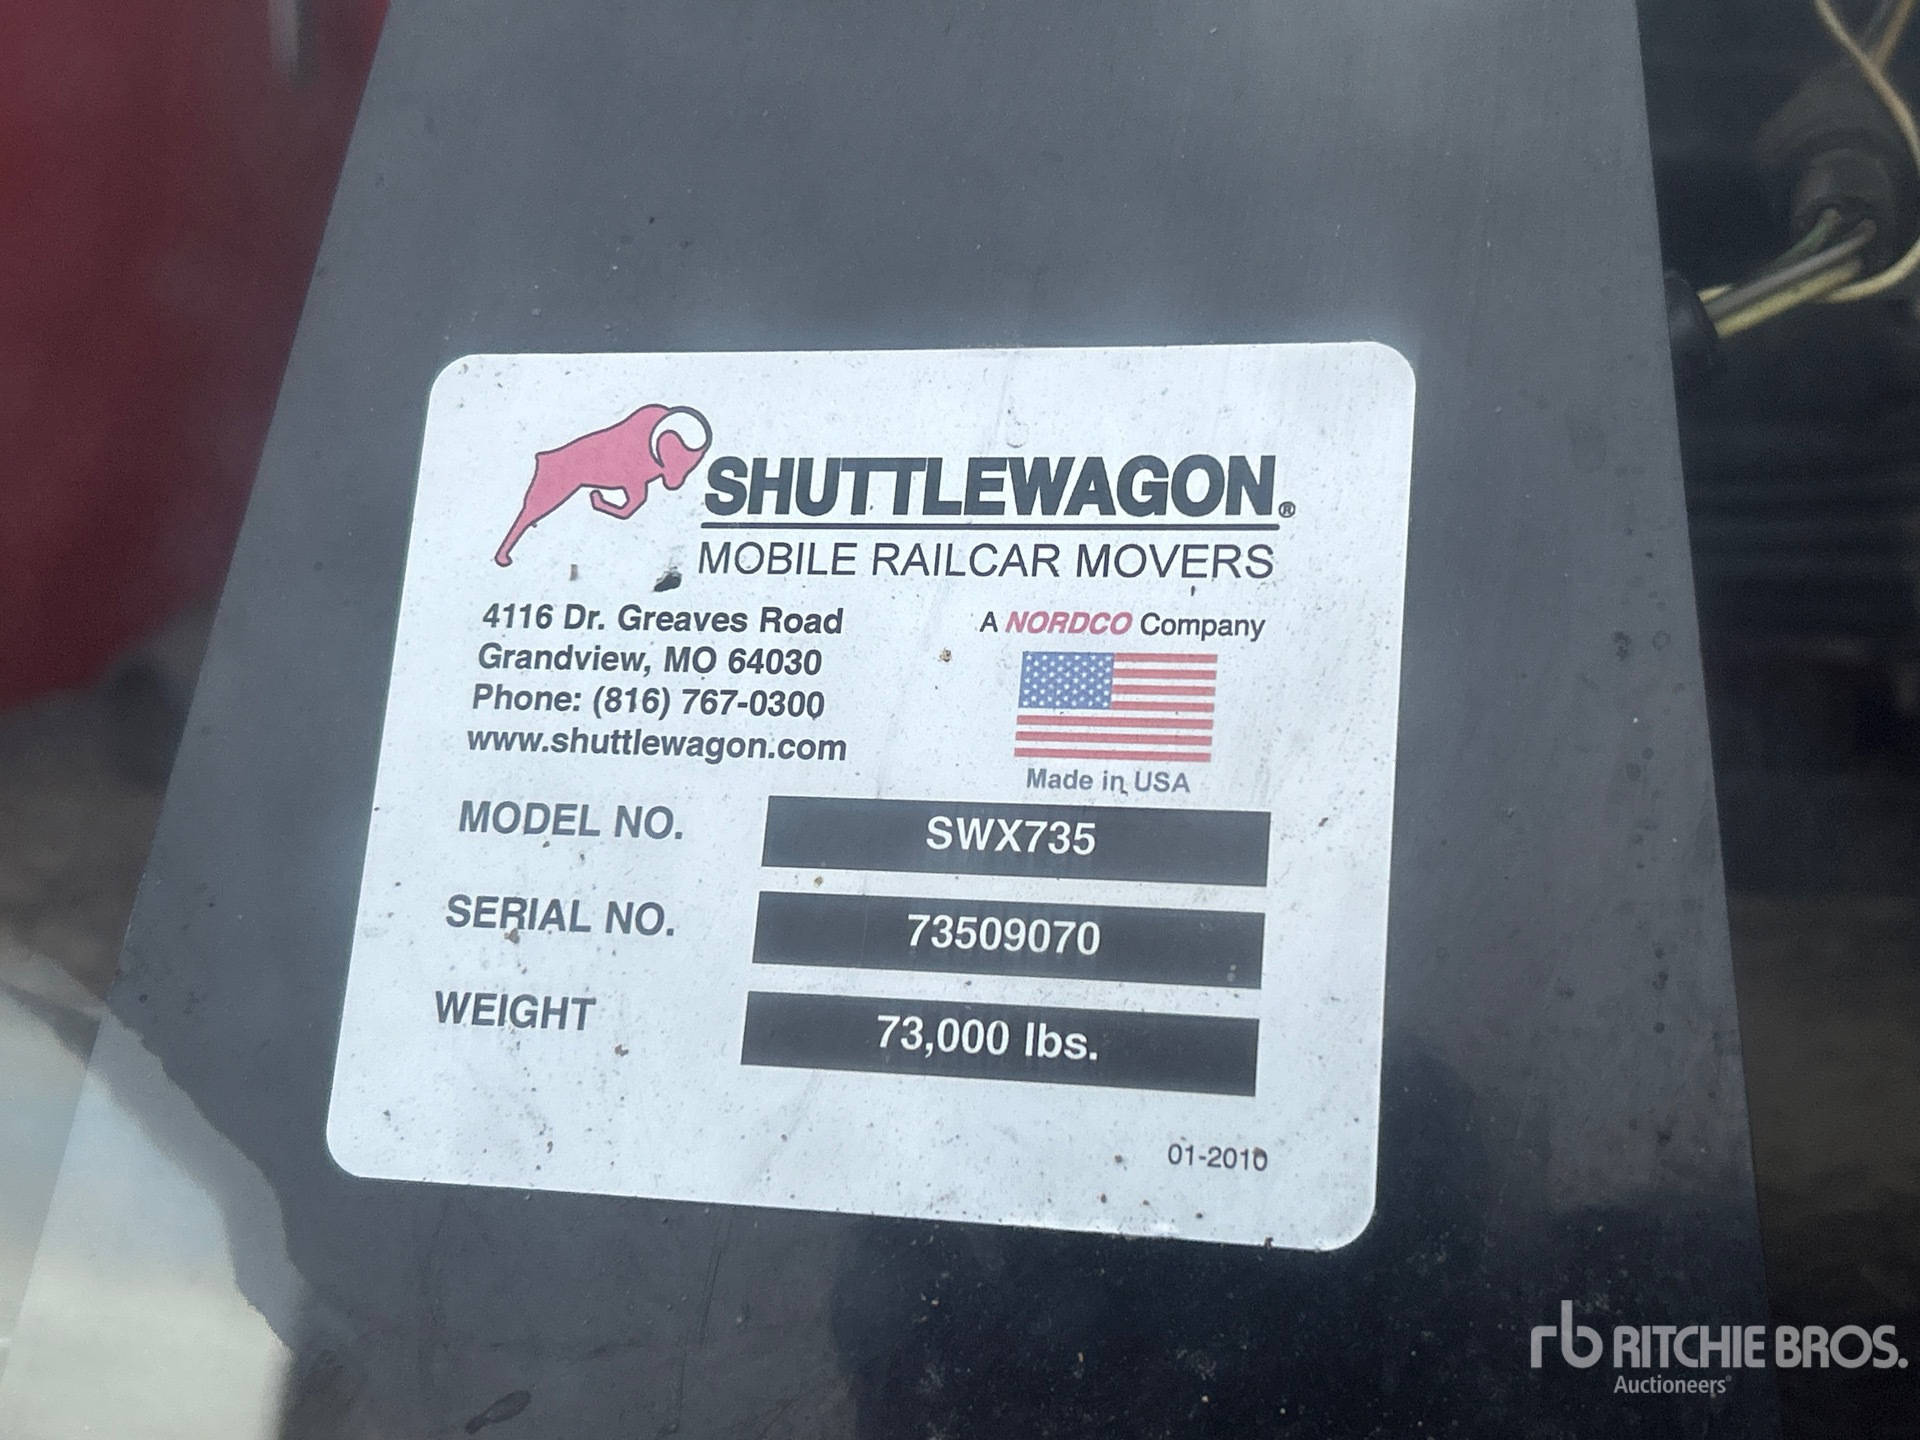 SHUTTLEWAGON®
MOBILE RAILCAR MOVERS
4116 Dr. Greaves Road
Grandview, MO 64030
Phone: (816) 767-0300
www.shuttlewagon.com
A NORDCO Company
Made in USA
MODEL NO. SWX735
SERIAL NO. 73509070
WEIGHT 73,000 lbs.
01-2010
rb RITCHIE BROS.
Auctioneers®